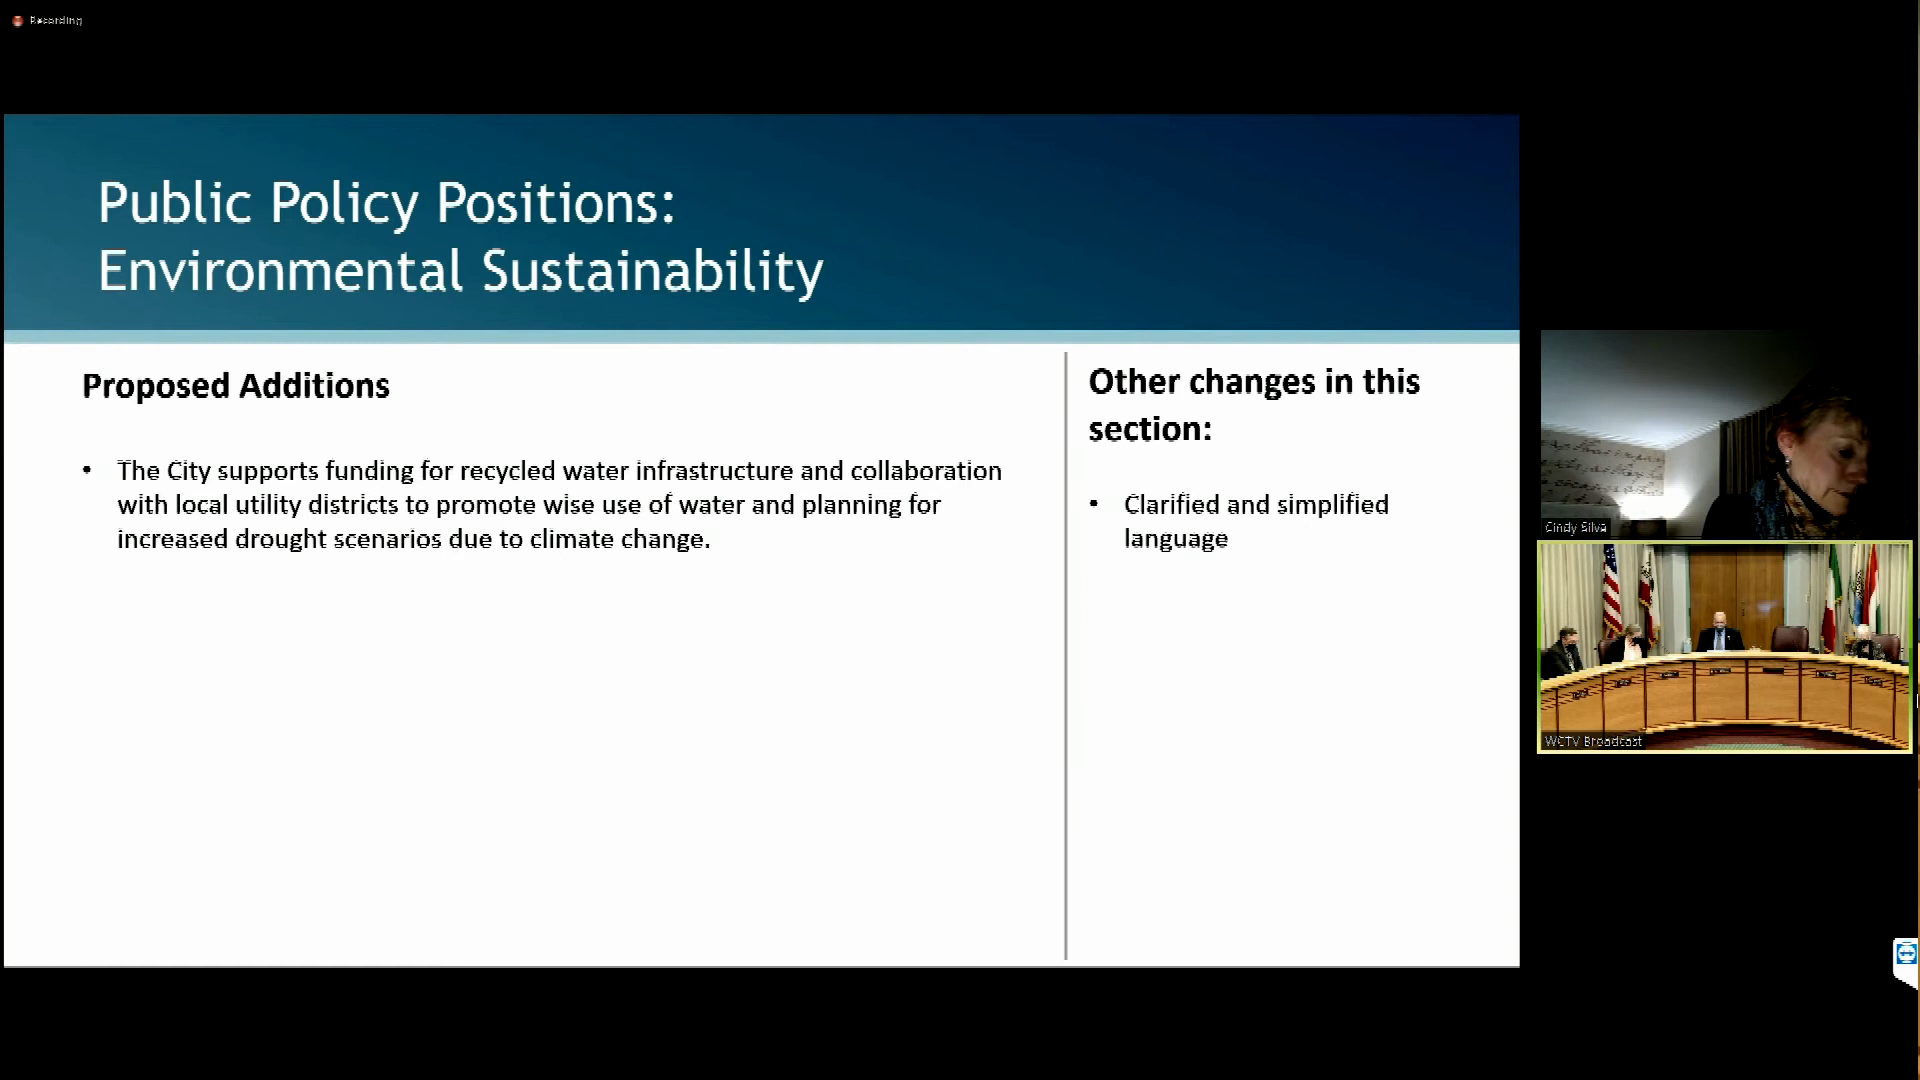 Recording
Public Policy Positions:
Environmental Sustainability
Proposed Additions
• The City supports funding for recycled water infrastructure and collaboration
with local utility districts to promote wise use of water and planning for
increased drought scenarios due to climate change.
Other changes in this
section:
• Clarified and simplified
language
Cindy Silva
WCTV Broadcast